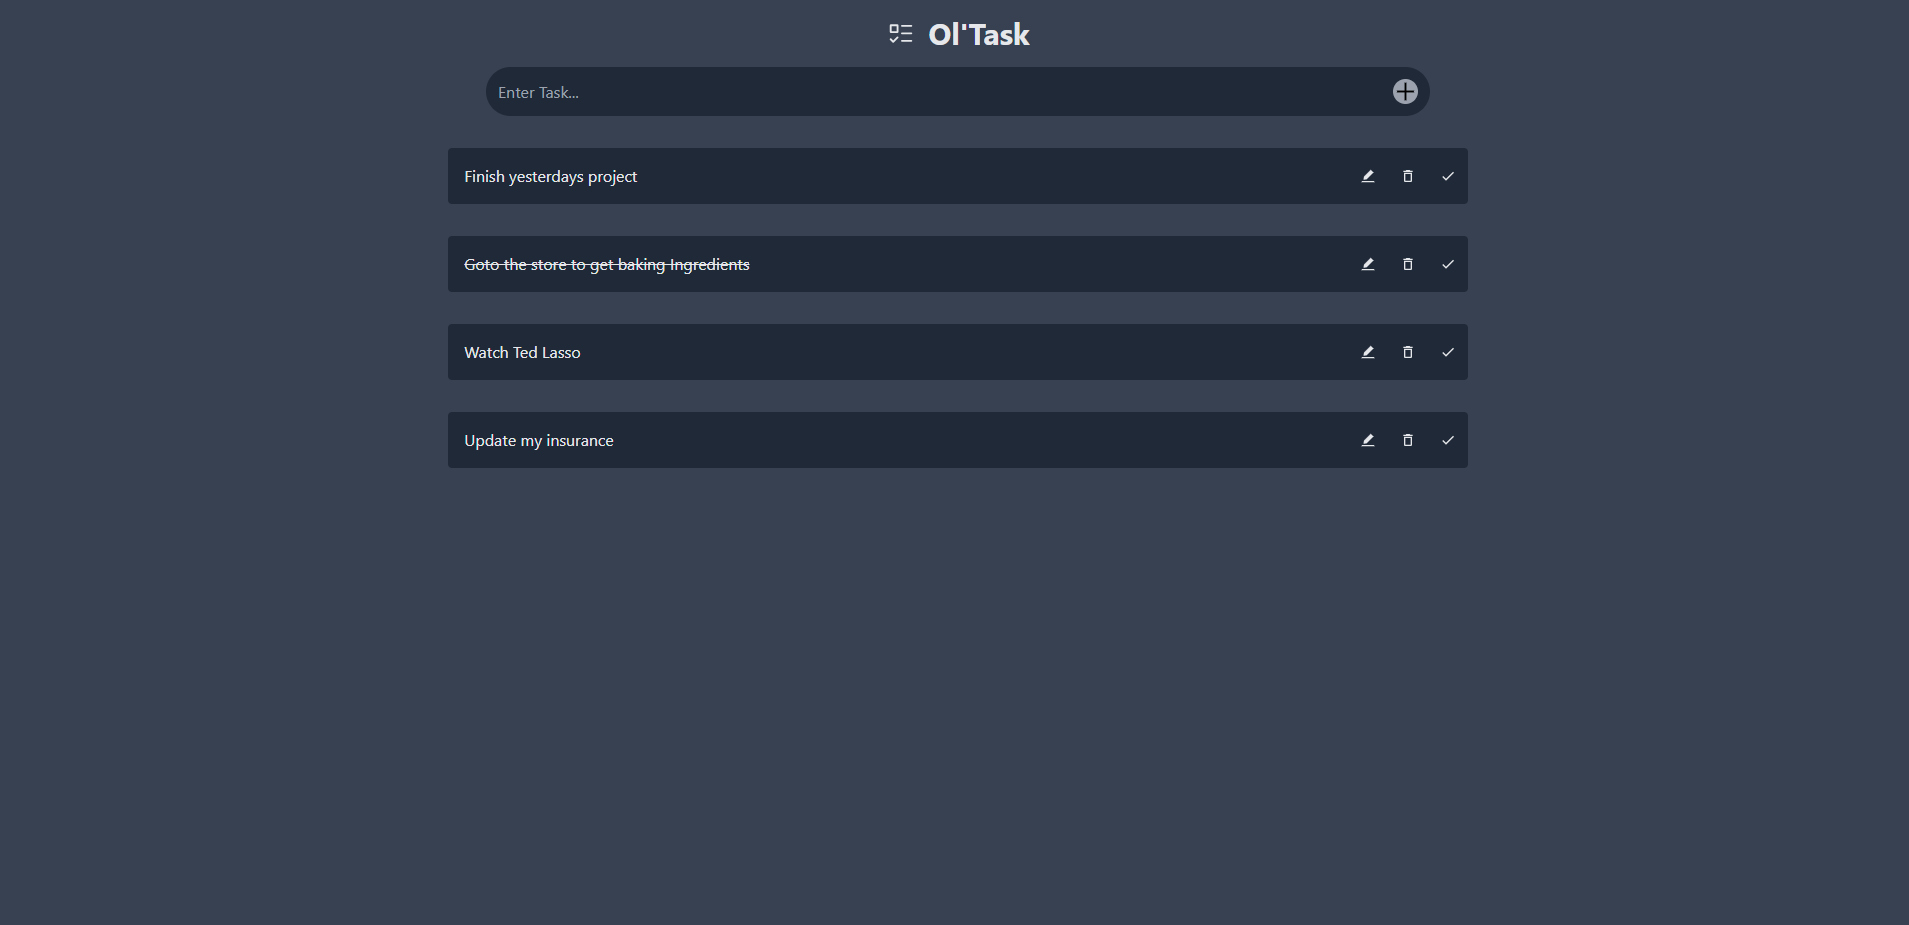 Ol'Task
Enter Task...
Finish yesterdays project
Goto the store to get baking Ingredients
Watch Ted Lasso
Update my insurance